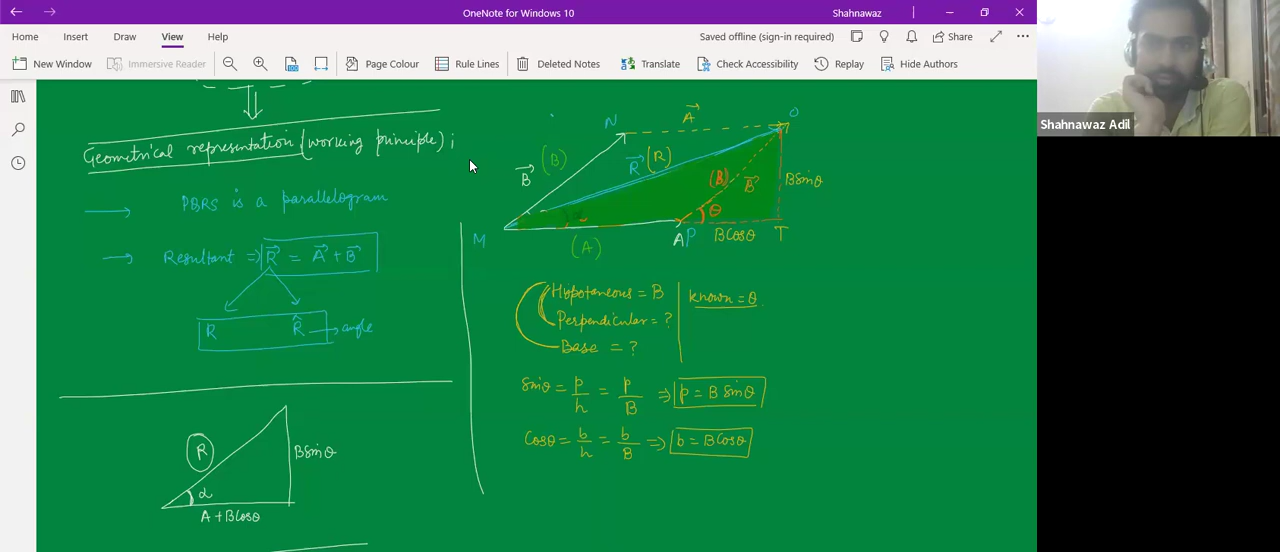 OneNote for Windows 10
Shahnawaz
Home Insert Draw View Help
Saved offline (sign-in required)
Share
New Window Immersive Reader Page Colour Rule Lines Deleted Notes Translate Check Accessibility Replay Hide Authors
Shahnawaz Adil
Geometrical representation (working principle) ;
PBRS is a parallelogram
Resultant ⇒ R⃗ = A⃗ + B⃗
R R̂ → angle
R
α
Bsinθ
A + Bcosθ
N A⃗ O
B⃗ (B)
R⃗ (R)
(B) B⃗
Bsinθ
θ
M (A) A P Bcosθ T
Hypotaneous = B
known = θ
Perpendicular = ?
Base = ?
Sinθ = p/h = p/B ⇒ p = B Sinθ
Cosθ = b/h = b/B ⇒ b = Bcosθ